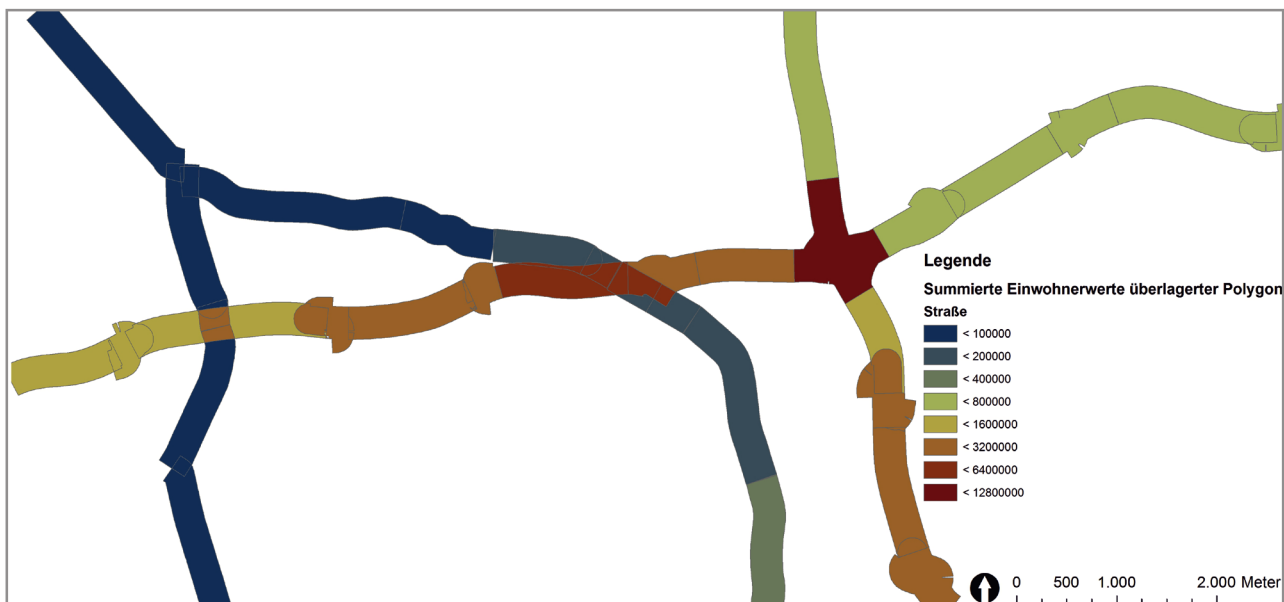 Legende
Summierte Einwohnerwerte überlagerter Polygon
Straße
< 100000
< 200000
< 400000
< 800000
< 1600000
< 3200000
< 6400000
< 12800000
0 500 1.000 2.000 Meter